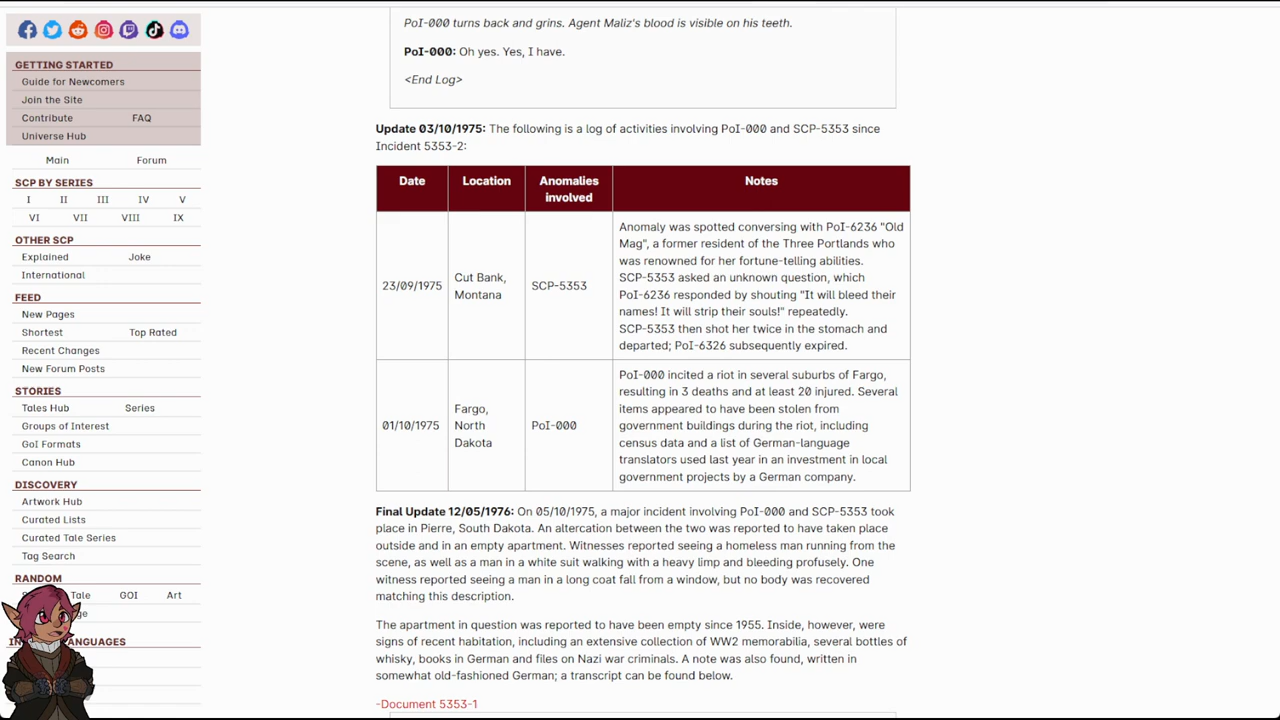 PoI-000 turns back and grins. Agent Maliz's blood is visible on his teeth.
PoI-000: Oh yes. Yes, I have.
<End Log>
GETTING STARTED
Guide for Newcomers
Join the Site
Contribute FAQ
Universe Hub
Main Forum
SCP BY SERIES
I II III IV V
VI VII VIII IX
OTHER SCP
Explained Joke
International
FEED
New Pages
Shortest Top Rated
Recent Changes
New Forum Posts
STORIES
Tales Hub Series
Groups of Interest
GoI Formats
Canon Hub
DISCOVERY
Artwork Hub
Curated Lists
Curated Tale Series
Tag Search
RANDOM
Tale GOI Art
LANGUAGES
Update 03/10/1975: The following is a log of activities involving PoI-000 and SCP-5353 since
Incident 5353-2:
Date Location Anomalies involved Notes
23/09/1975
Cut Bank,
Montana
SCP-5353
Anomaly was spotted conversing with PoI-6236 "Old
Mag", a former resident of the Three Portlands who
was renowned for her fortune-telling abilities.
SCP-5353 asked an unknown question, which
PoI-6236 responded by shouting "It will bleed their
names! It will strip their souls!" repeatedly.
SCP-5353 then shot her twice in the stomach and
departed; PoI-6326 subsequently expired.
01/10/1975
Fargo,
North
Dakota
PoI-000
PoI-000 incited a riot in several suburbs of Fargo,
resulting in 3 deaths and at least 20 injured. Several
items appeared to have been stolen from
government buildings during the riot, including
census data and a list of German-language
translators used last year in an investment in local
government projects by a German company.
Final Update 12/05/1976: On 05/10/1975, a major incident involving PoI-000 and SCP-5353 took
place in Pierre, South Dakota. An altercation between the two was reported to have taken place
outside and in an empty apartment. Witnesses reported seeing a homeless man running from the
scene, as well as a man in a white suit walking with a heavy limp and bleeding profusely. One
witness reported seeing a man in a long coat fall from a window, but no body was recovered
matching this description.
The apartment in question was reported to have been empty since 1955. Inside, however, were
signs of recent habitation, including an extensive collection of WW2 memorabilia, several bottles of
whisky, books in German and files on Nazi war criminals. A note was also found, written in
somewhat old-fashioned German; a transcript can be found below.
-Document 5353-1